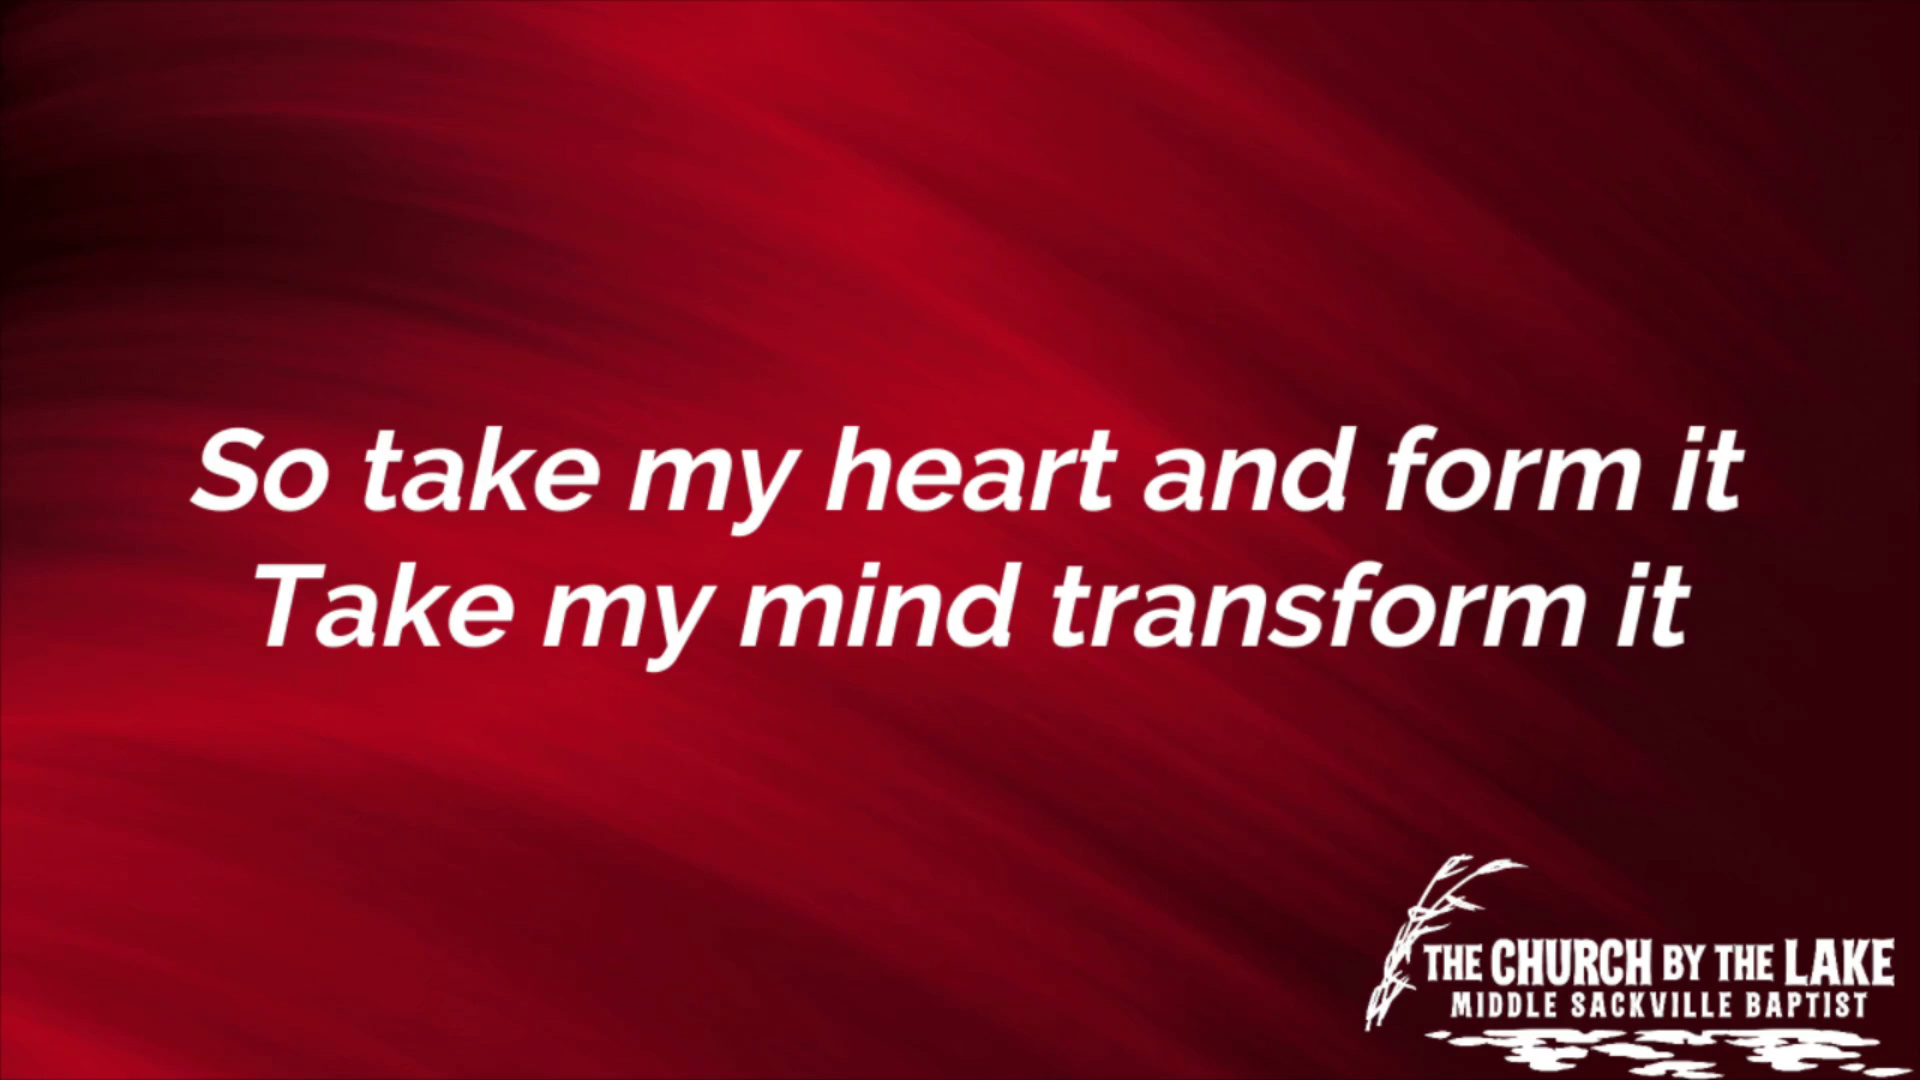 So take my heart and form it
Take my mind transform it
THE CHURCH BY THE LAKE
MIDDLE SACKVILLE BAPTIST